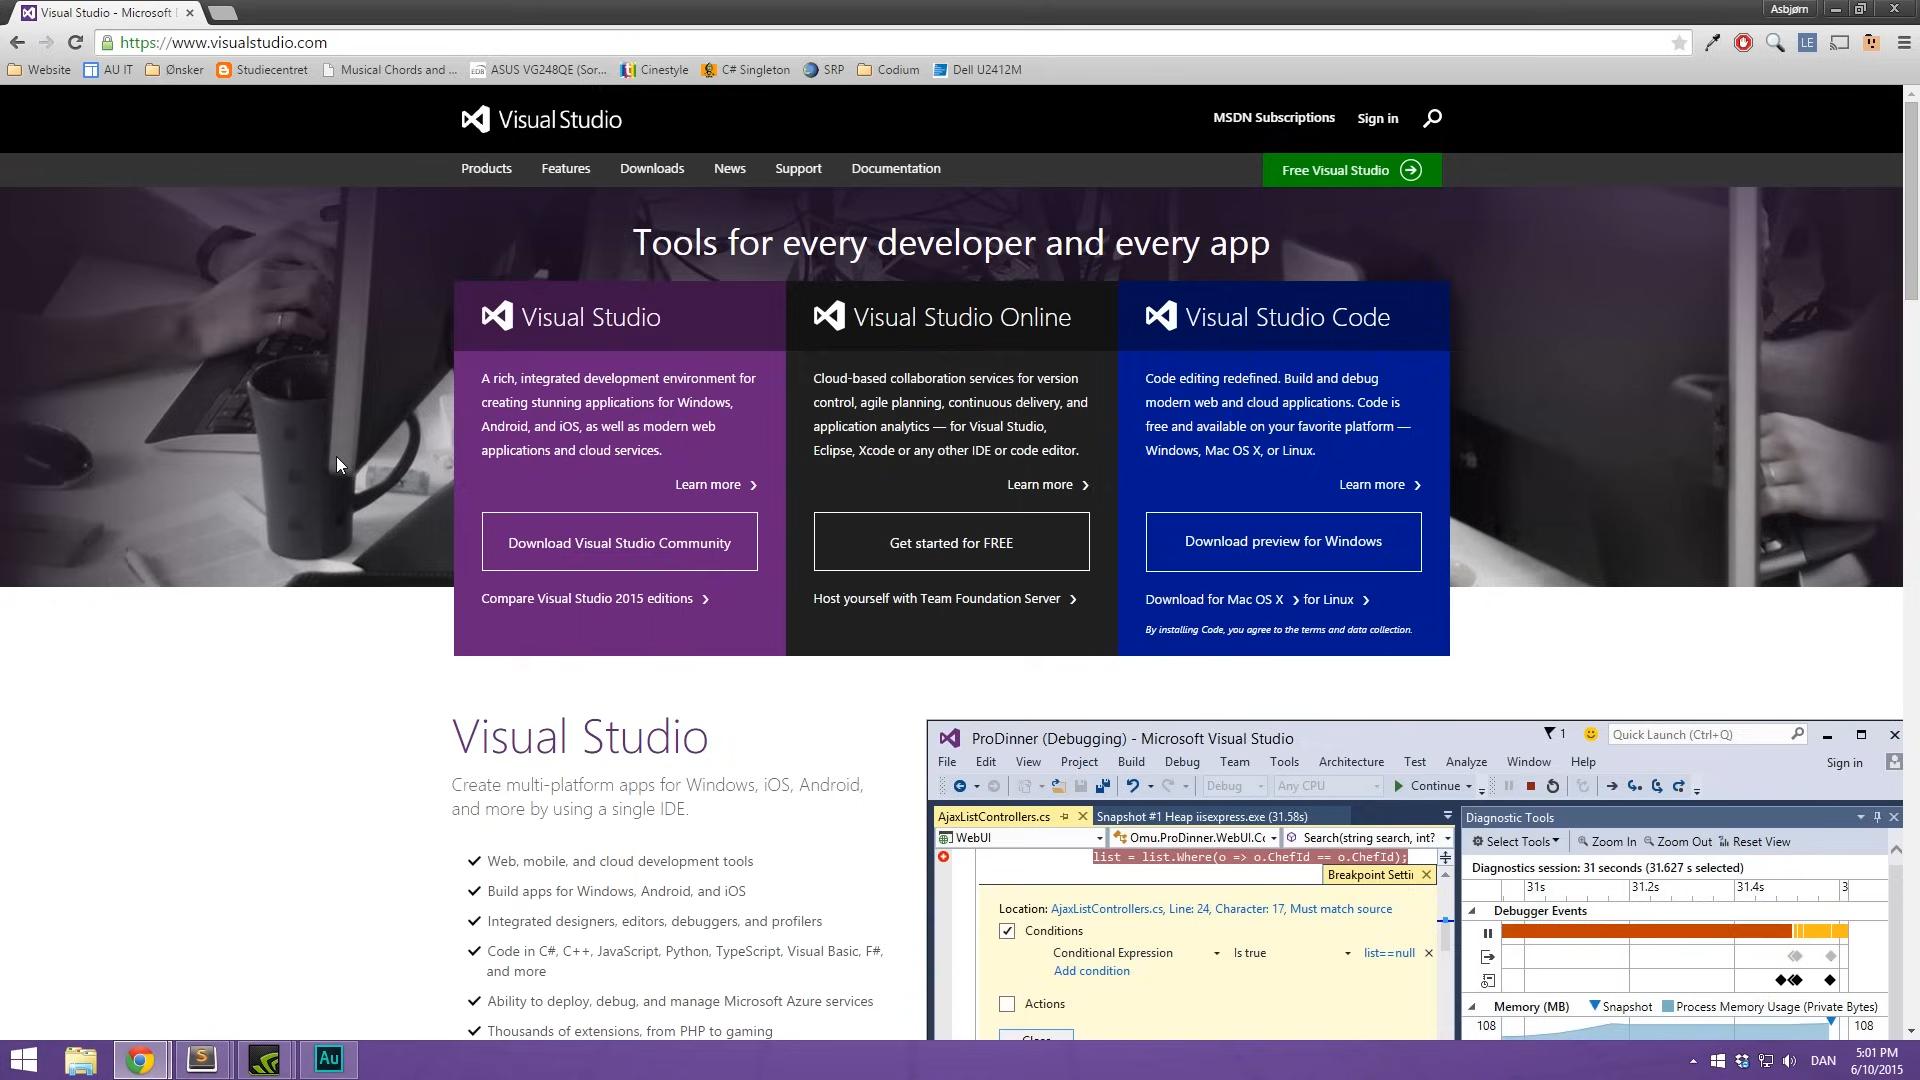 Visual Studio - Microsoft
Asbjørn
https://www.visualstudio.com
Website
AU IT
Ønsker
Studiecentret
Musical Chords and ...
ASUS VG248QE (Sor...
Cinestyle
C# Singleton
SRP
Codium
Dell U2412M
Visual Studio
MSDN Subscriptions
Sign in
Products
Features
Downloads
News
Support
Documentation
Free Visual Studio
Tools for every developer and every app
Visual Studio
A rich, integrated development environment for
creating stunning applications for Windows,
Android, and iOS, as well as modern web
applications and cloud services.
Learn more
Download Visual Studio Community
Compare Visual Studio 2015 editions
Visual Studio Online
Cloud-based collaboration services for version
control, agile planning, continuous delivery, and
application analytics — for Visual Studio,
Eclipse, Xcode or any other IDE or code editor.
Learn more
Get started for FREE
Host yourself with Team Foundation Server
Visual Studio Code
Code editing redefined. Build and debug
modern web and cloud applications. Code is
free and available on your favorite platform —
Windows, Mac OS X, or Linux.
Learn more
Download preview for Windows
Download for Mac OS X
for Linux
By installing Code, you agree to the terms and data collection.
Visual Studio
Create multi-platform apps for Windows, iOS, Android,
and more by using a single IDE.
Web, mobile, and cloud development tools
Build apps for Windows, Android, and iOS
Integrated designers, editors, debuggers, and profilers
Code in C#, C++, JavaScript, Python, TypeScript, Visual Basic, F#,
and more
Ability to deploy, debug, and manage Microsoft Azure services
Thousands of extensions, from PHP to gaming
ProDinner (Debugging) - Microsoft Visual Studio
1
Quick Launch (Ctrl+Q)
File
Edit
View
Project
Build
Debug
Team
Tools
Architecture
Test
Analyze
Window
Help
Sign in
Debug
Any CPU
Continue
AjaxListControllers.cs
Snapshot #1 Heap iisexpress.exe (31.58s)
WebUI
Omu.ProDinner.WebUI.Cc
Search(string search, int?
list = list.Where(o => o.ChefId == o.ChefId);
Breakpoint Settin
Location: AjaxListControllers.cs, Line: 24, Character: 17, Must match source
Conditions
Conditional Expression
Is true
list==null
Add condition
Actions
Close
Diagnostic Tools
Select Tools
Zoom In
Zoom Out
Reset View
Diagnostics session: 31 seconds (31.627 s selected)
31s
31.2s
31.4s
3
Debugger Events
Memory (MB)
Snapshot
Process Memory Usage (Private Bytes)
108
108
LE
S
Au
DAN
5:01 PM
6/10/2015